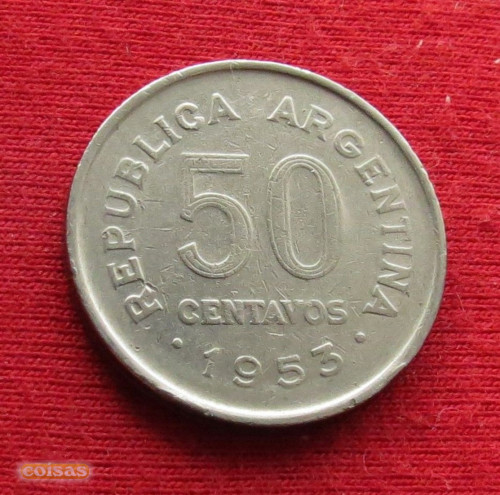 REPUBLICA ARGENTINA
50
CENTAVOS
• 1953 •
coisas